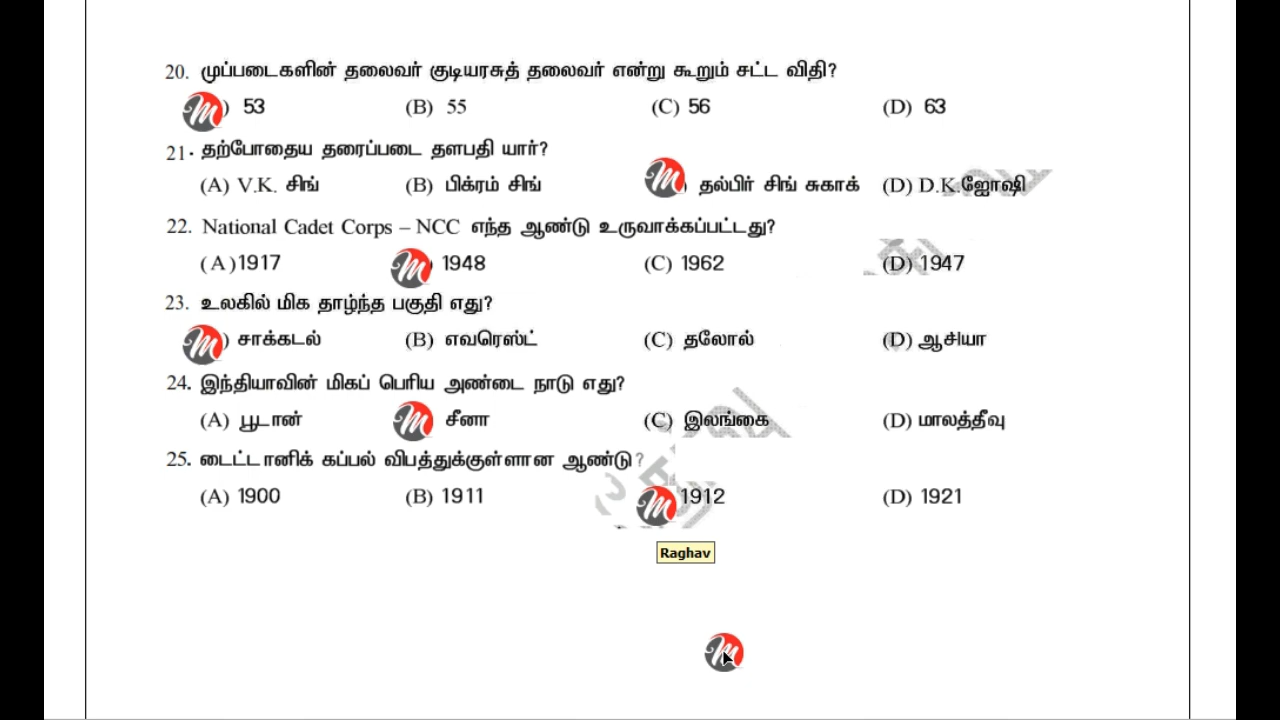 20. முப்படைகளின் தலைவர் குடியரசுத் தலைவர் என்று கூறும் சட்ட விதி?
) 53 (B) 55 (C) 56 (D) 63
21. தற்போதைய தரைப்படை தளபதி யார்?
(A) V.K. சிங் (B) பிக்ரம் சிங் ) தல்பிர் சிங் சுகாக் (D) D.K.ஜோஷி
22. National Cadet Corps – NCC எந்த ஆண்டு உருவாக்கப்பட்டது?
(A) 1917 ) 1948 (C) 1962 (D) 1947
23. உலகில் மிக தாழ்ந்த பகுதி எது?
) சாக்கடல் (B) எவரெஸ்ட் (C) தலோல் (D) ஆசியா
24. இந்தியாவின் மிகப் பெரிய அண்டை நாடு எது?
(A) பூடான் சீனா (C) இலங்கை (D) மாலத்தீவு
25. டைட்டானிக் கப்பல் விபத்துக்குள்ளான ஆண்டு?
(A) 1900 (B) 1911 1912 (D) 1921
Raghav